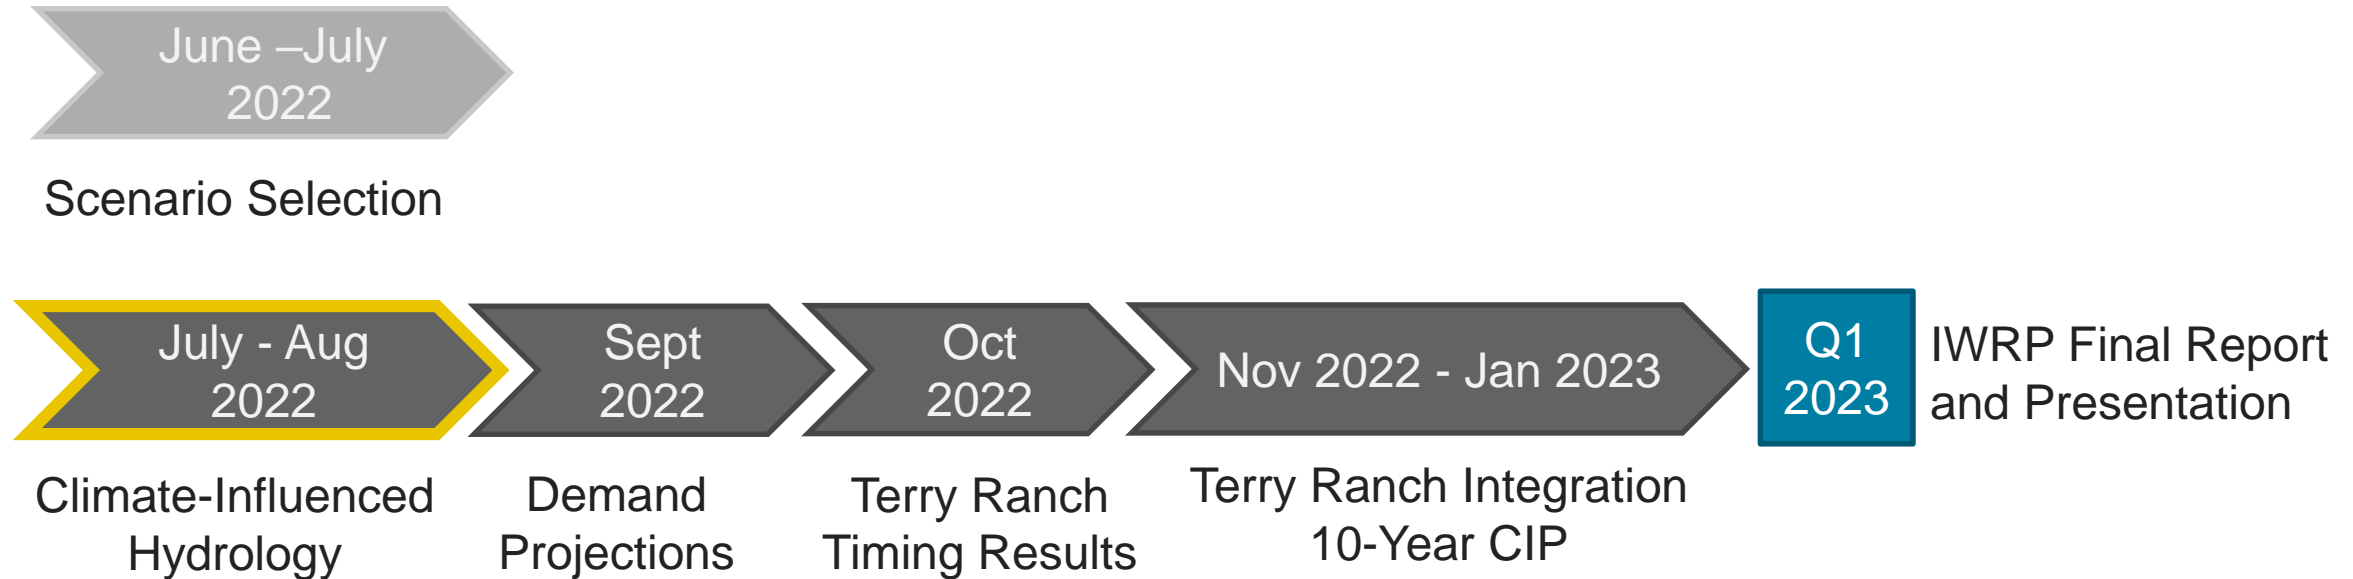 June –July
2022
Scenario Selection
July - Aug
2022
Climate-Influenced
Hydrology
Sept
2022
Demand
Projections
Oct
2022
Terry Ranch
Timing Results
Nov 2022 - Jan 2023
Terry Ranch Integration
10-Year CIP
Q1
2023
IWRP Final Report
and Presentation